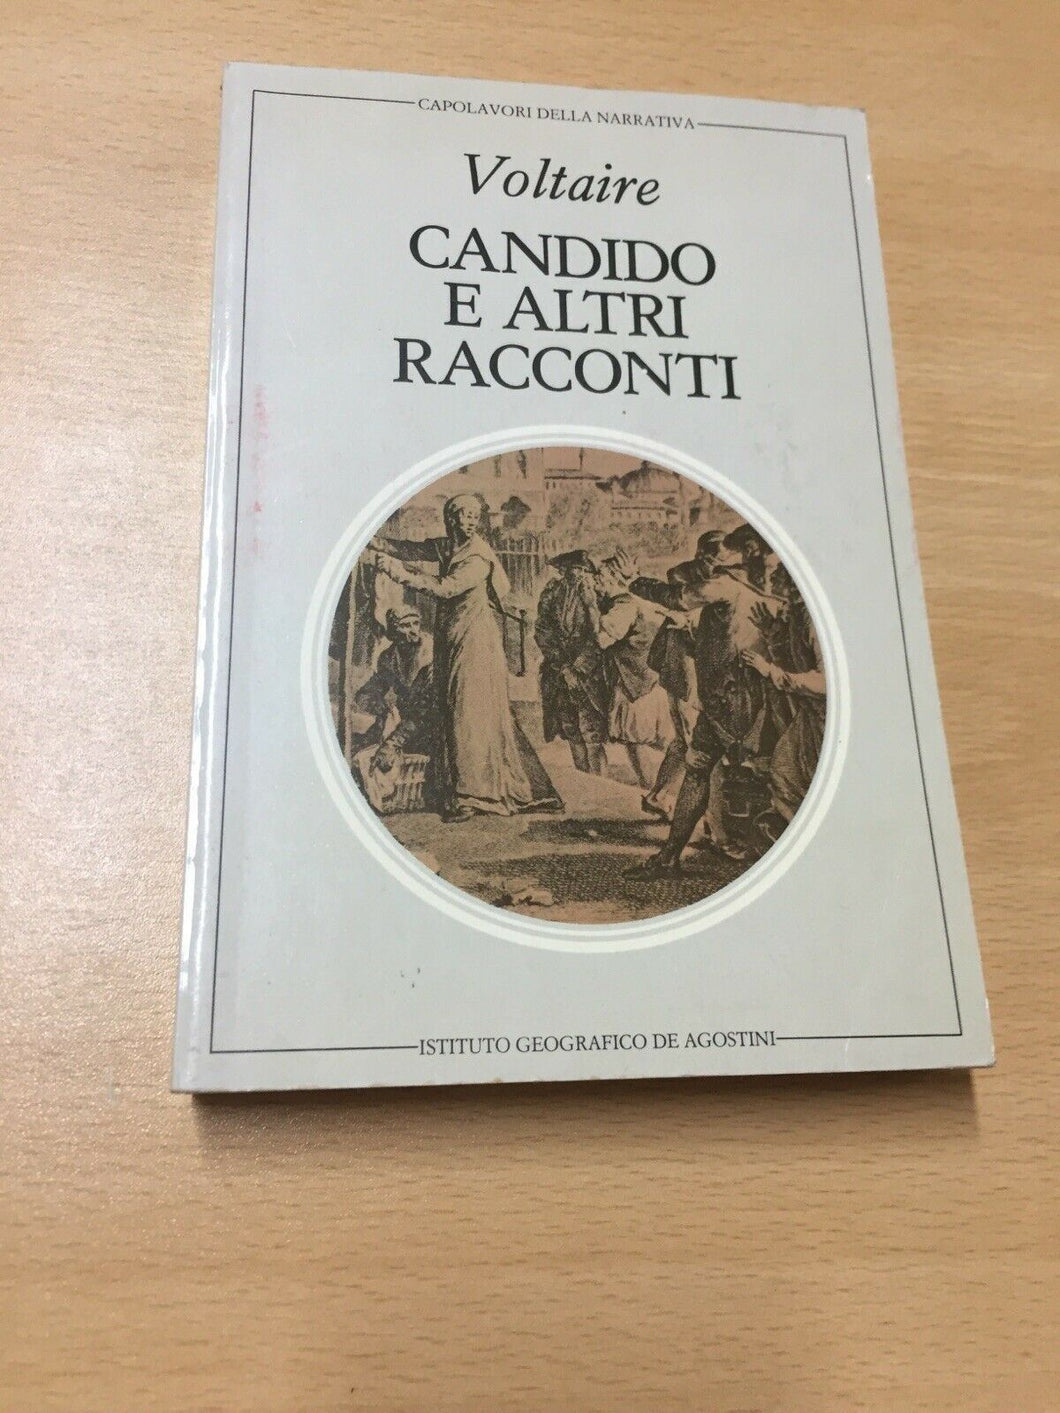 CAPOLAVORI DELLA NARRATIVA
Voltaire
CANDIDO
E ALTRI
RACCONTI
ISTITUTO GEOGRAFICO DE AGOSTINI